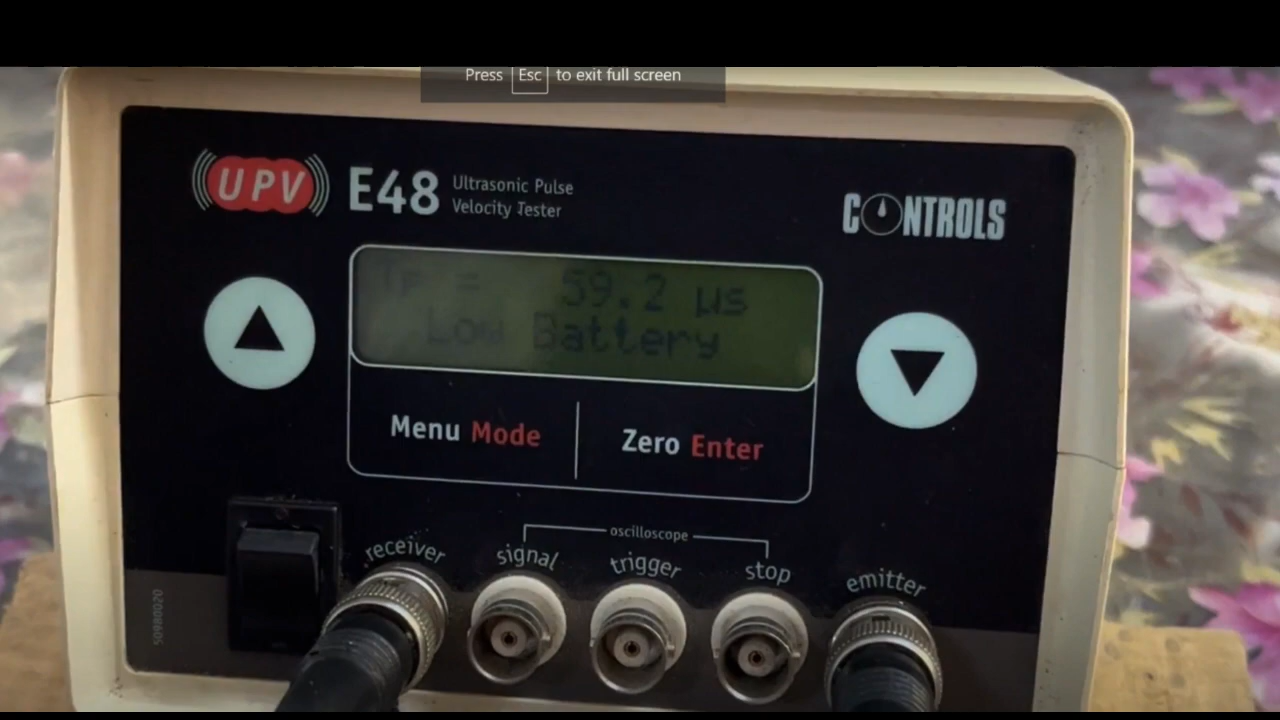 Press Esc to exit full screen
UPV E48 Ultrasonic Pulse
Velocity Tester
CONTROLS
TP = 59.2 µs
Low Battery
Menu Mode
Zero Enter
oscilloscope
receiver
signal
trigger
stop
emitter